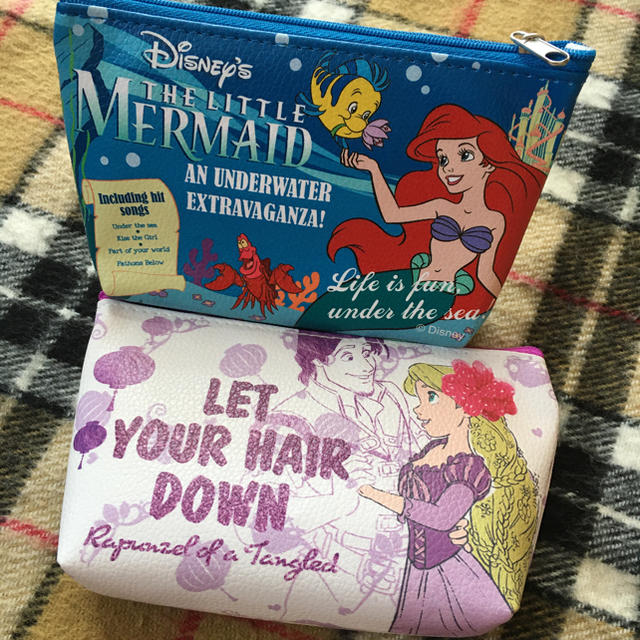 DISNEY'S
THE LITTLE
MERMAID
AN UNDERWATER
EXTRAVAGANZA!
Including hit
songs
Under the sea
Kiss the Girl
Part of your world
Fathoms Below
Life is fun,
under the sea
© Disney
LET
YOUR HAIR
DOWN
Rapunzel of a Tangled